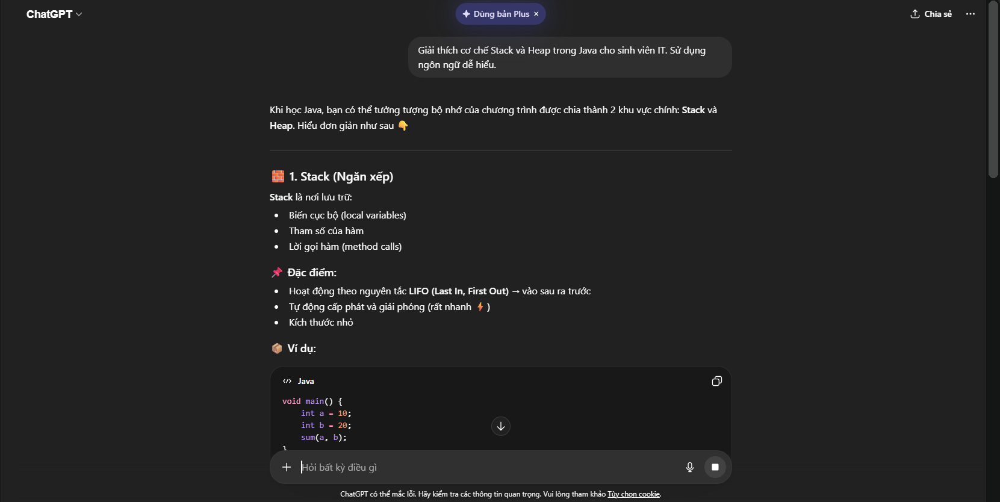 ChatGPT
Dùng bản Plus ×
Chia sẻ
Giải thích cơ chế Stack và Heap trong Java cho sinh viên IT. Sử dụng
ngôn ngữ dễ hiểu.
Khi học Java, bạn có thể tưởng tượng bộ nhớ của chương trình được chia thành 2 khu vực chính: Stack và
Heap. Hiểu đơn giản như sau 👇
🧱 1. Stack (Ngăn xếp)
Stack là nơi lưu trữ:
• Biến cục bộ (local variables)
• Tham số của hàm
• Lời gọi hàm (method calls)
📌 Đặc điểm:
• Hoạt động theo nguyên tắc LIFO (Last In, First Out) → vào sau ra trước
• Tự động cấp phát và giải phóng (rất nhanh ⚡)
• Kích thước nhỏ
📦 Ví dụ:
</> Java
void main() {
    int a = 10;
    int b = 20;
    sum(a, b);
}
Hỏi bất kỳ điều gì
ChatGPT có thể mắc lỗi. Hãy kiểm tra các thông tin quan trọng. Vui lòng tham khảo Tùy chọn cookie.